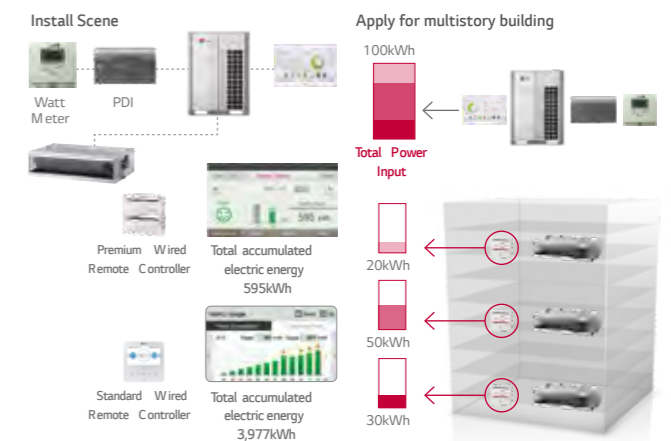 Install Scene
Watt
Meter
PDI
Premium Wired
Remote Controller
595
Total accumulated
electric energy
595kWh
Standard Wired
Remote Controller
Total accumulated
electric energy
3,977kWh
Apply for multistory building
100kWh
Total Power
Input
20kWh
50kWh
30kWh